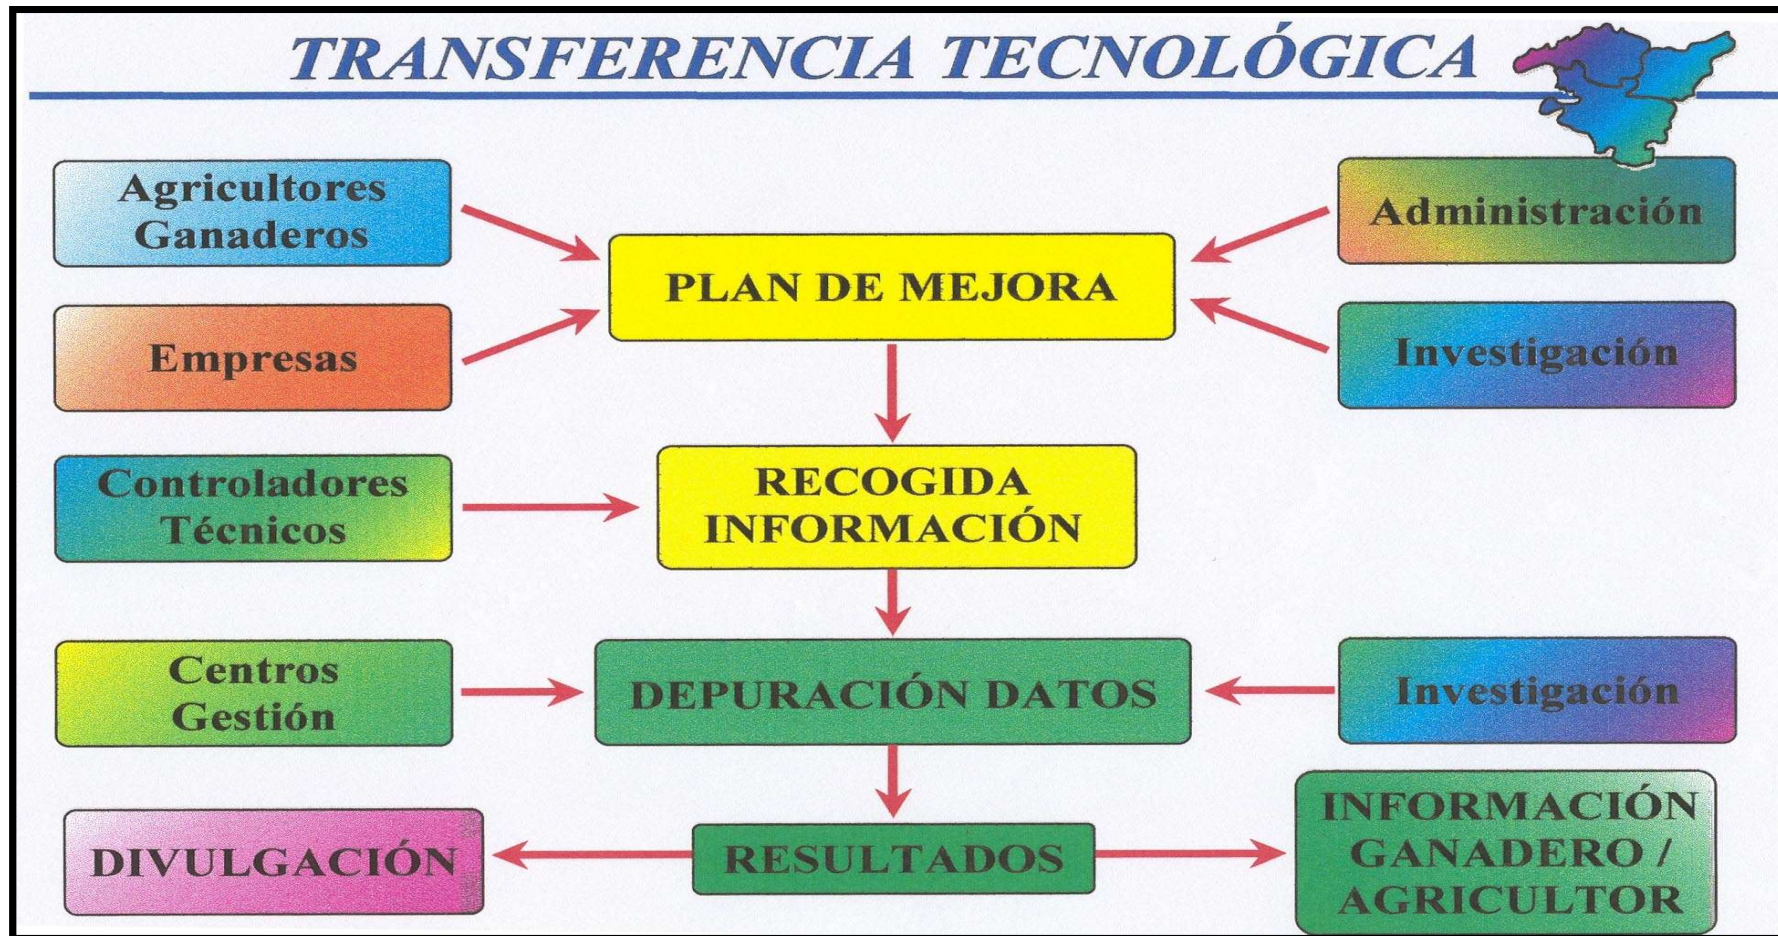 TRANSFERENCIA TECNOLÓGICA
Agricultores
Ganaderos
Administración
PLAN DE MEJORA
Empresas
Investigación
Controladores
Técnicos
RECOGIDA
INFORMACIÓN
Centros
Gestión
DEPURACIÓN DATOS
Investigación
DIVULGACIÓN
RESULTADOS
INFORMACIÓN
GANADERO /
AGRICULTOR